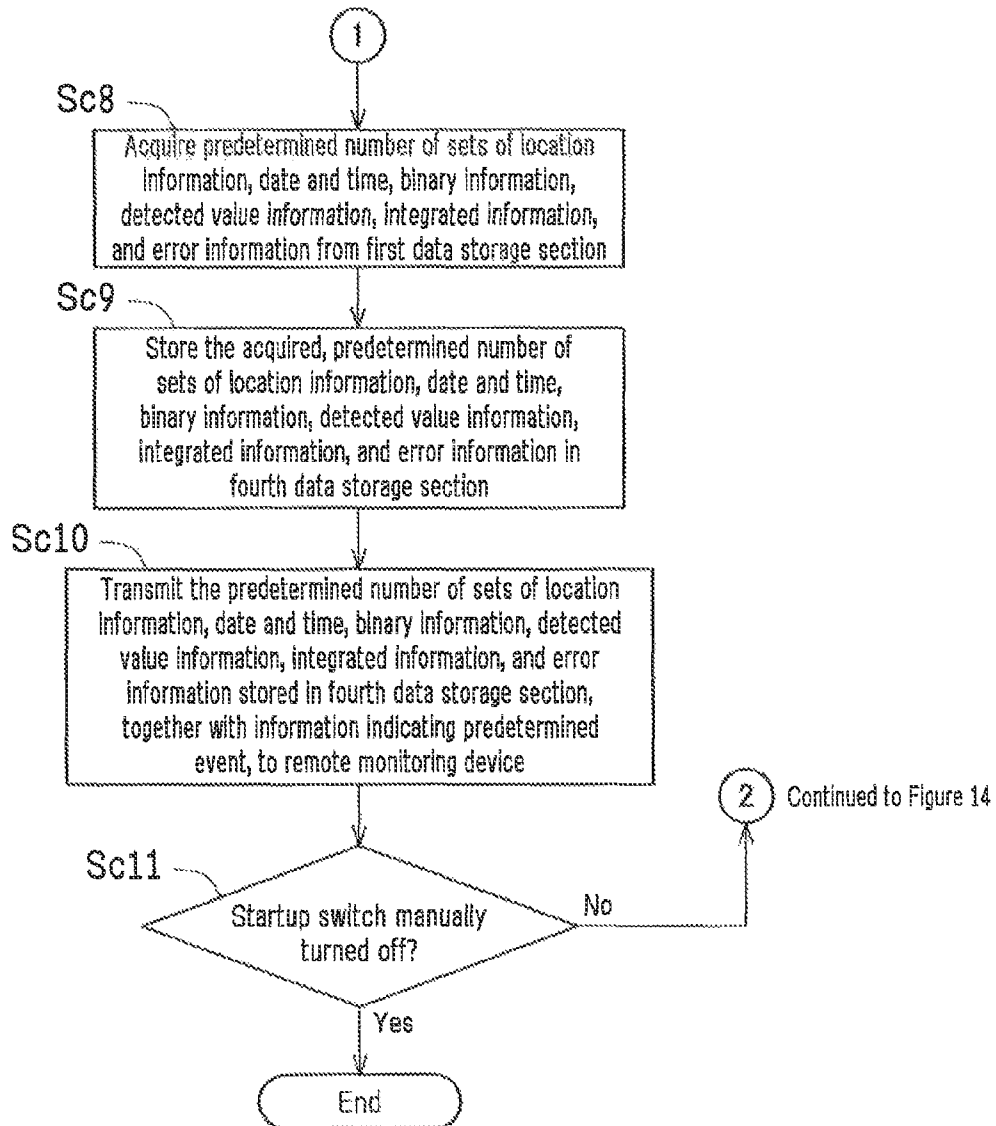 1
Sc8
Acquire predetermined number of sets of location
information, date and time, binary information,
detected value information, integrated information,
and error information from first data storage section
Sc9
Store the acquired, predetermined number of
sets of location information, date and time,
binary information, detected value information,
integrated information, and error information in
fourth data storage section
Sc10
Transmit the predetermined number of sets of location
information, date and time, binary information, detected
value information, integrated information, and error
information stored in fourth data storage section,
together with information indicating predetermined
event, to remote monitoring device
2 Continued to Figure 14
Sc11
Startup switch manually
turned off?
No
Yes
End